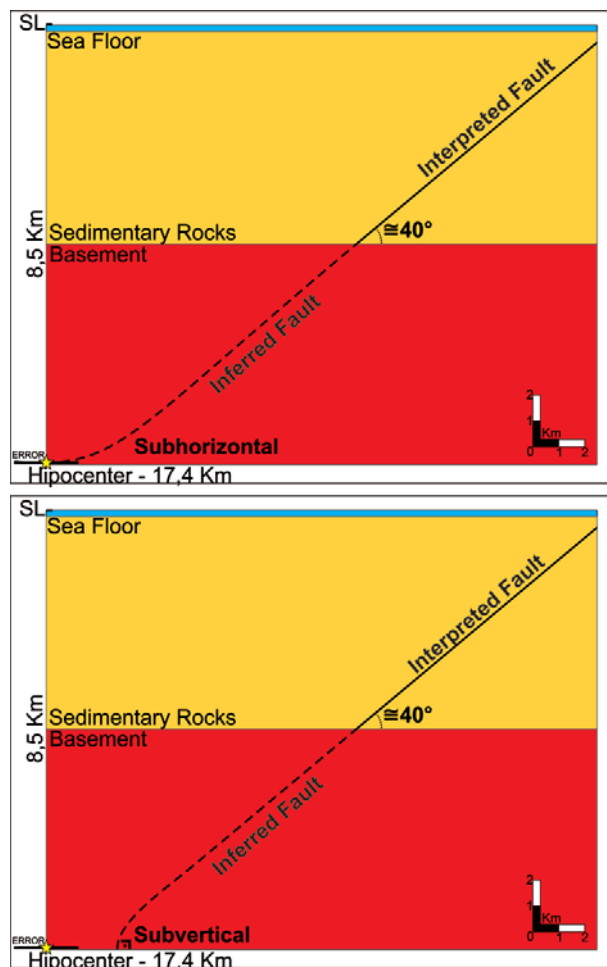 SL
Sea Floor
Interpreted Fault
≅40°
Sedimentary Rocks
Basement
8,5 Km
Inferred Fault
Subhorizontal
ERROR
Hipocenter - 17,4 Km
2
1
Km
0 1 2
SL
Sea Floor
Interpreted Fault
≅40°
Sedimentary Rocks
Basement
8,5 Km
Inferred Fault
Subvertical
ERROR
Hipocenter - 17,4 Km
2
1
Km
0 1 2